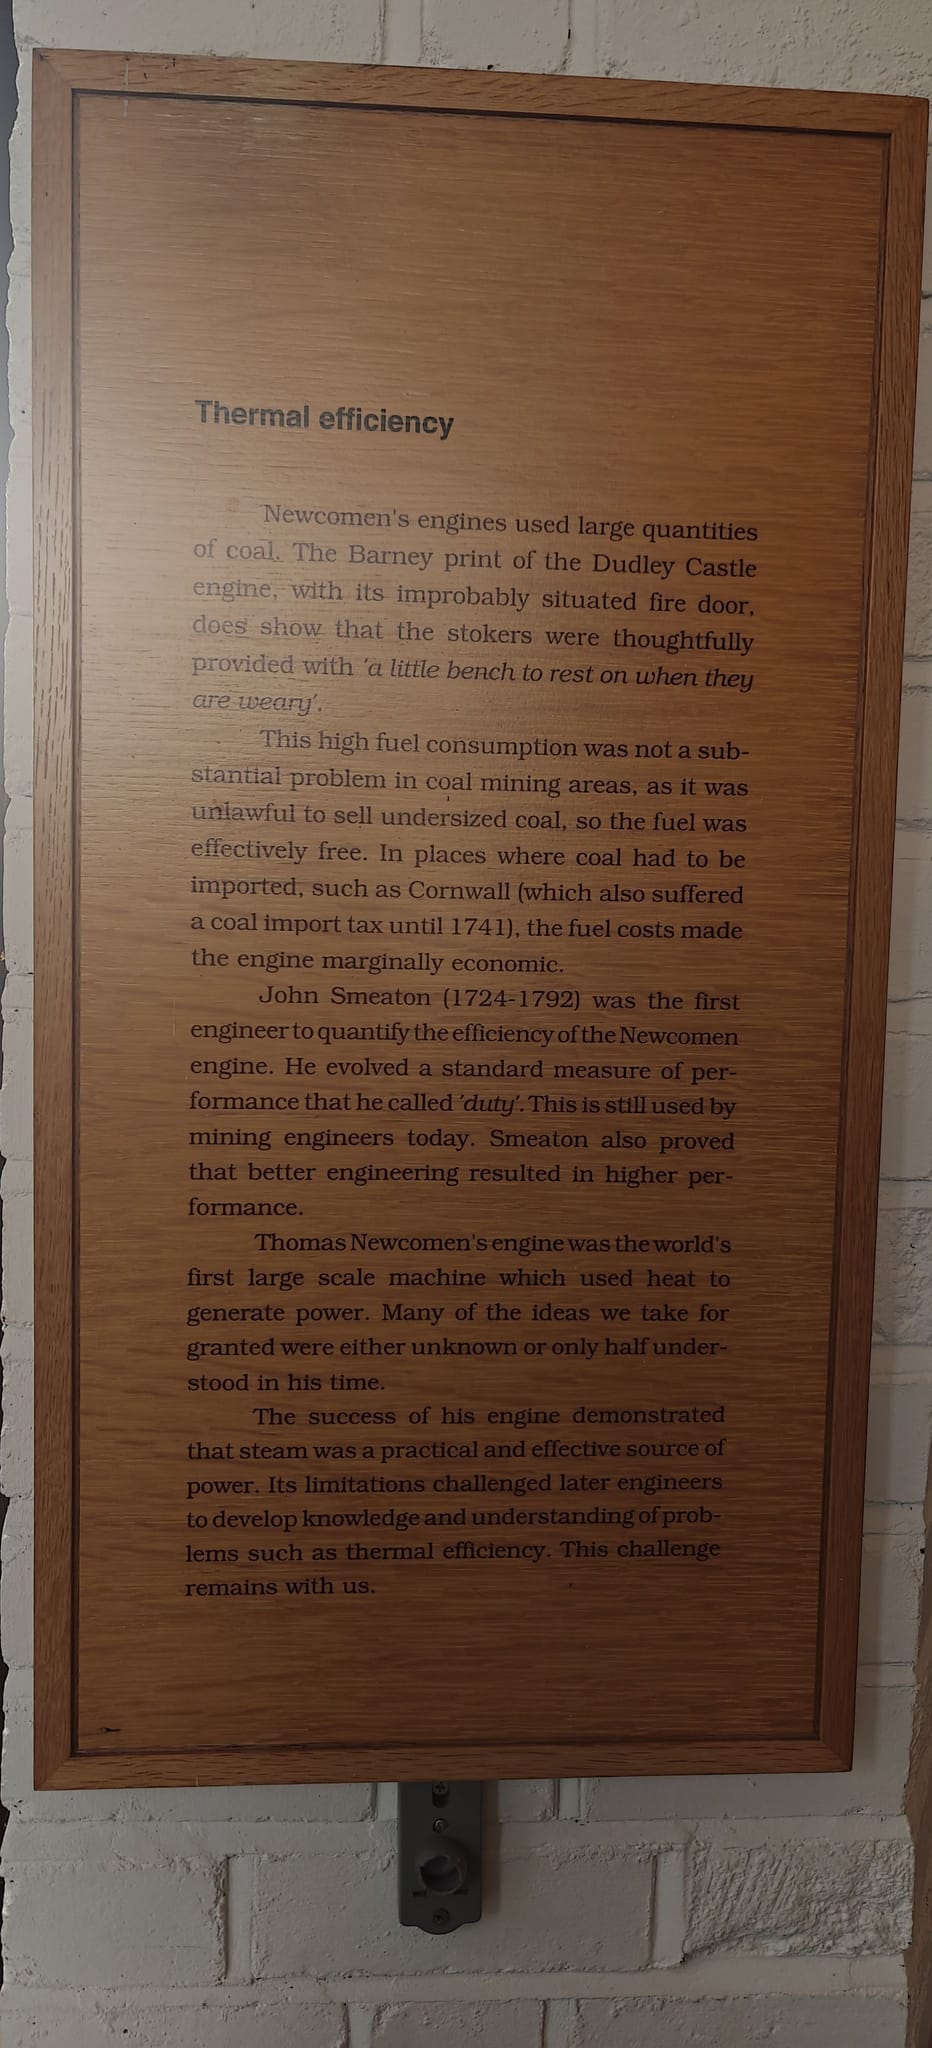 Thermal efficiency
Newcomen's engines used large quantities
of coal. The Barney print of the Dudley Castle
engine, with its improbably situated fire door,
does show that the stokers were thoughtfully
provided with 'a little bench to rest on when they
are weary'.
This high fuel consumption was not a sub-
stantial problem in coal mining areas, as it was
unlawful to sell undersized coal, so the fuel was
effectively free. In places where coal had to be
imported, such as Cornwall (which also suffered
a coal import tax until 1741), the fuel costs made
the engine marginally economic.
John Smeaton (1724-1792) was the first
engineer to quantify the efficiency of the Newcomen
engine. He evolved a standard measure of per-
formance that he called 'duty'. This is still used by
mining engineers today. Smeaton also proved
that better engineering resulted in higher per-
formance.
Thomas Newcomen's engine was the world's
first large scale machine which used heat to
generate power. Many of the ideas we take for
granted were either unknown or only half under-
stood in his time.
The success of his engine demonstrated
that steam was a practical and effective source of
power. Its limitations challenged later engineers
to develop knowledge and understanding of prob-
lems such as thermal efficiency. This challenge
remains with us.